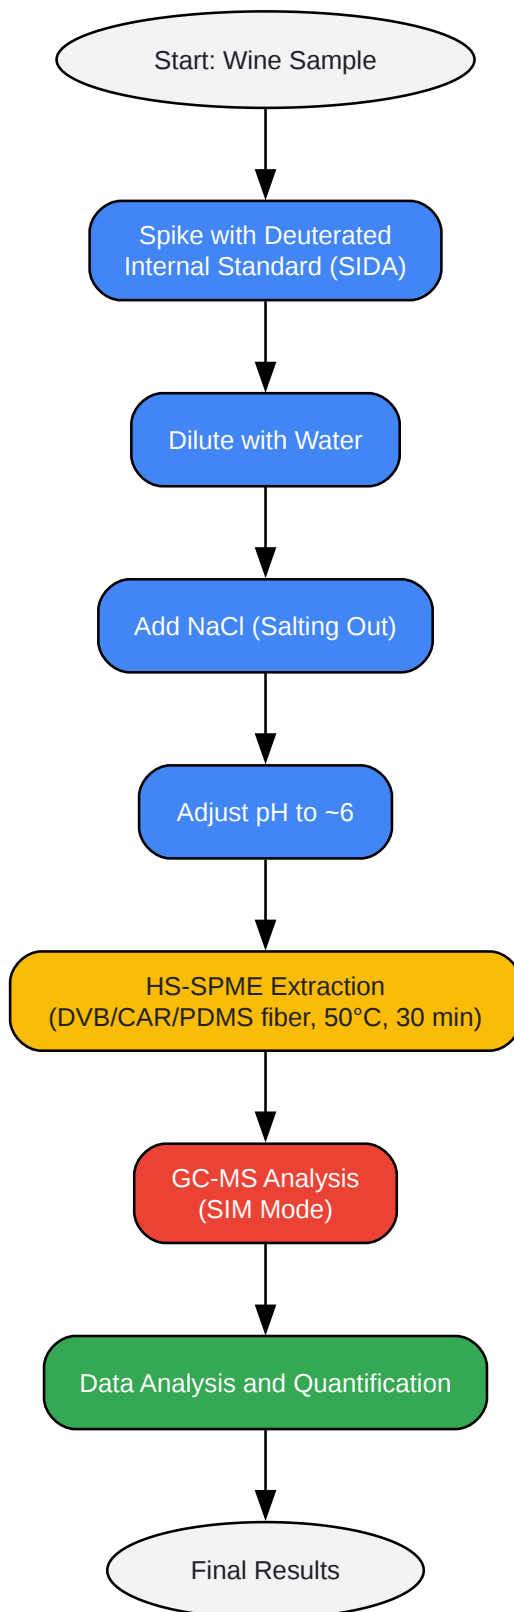 Start: Wine Sample
Spike with Deuterated
Internal Standard (SIDA)
Dilute with Water
Add NaCl (Salting Out)
Adjust pH to ~6
HS-SPME Extraction
(DVB/CAR/PDMS fiber, 50°C, 30 min)
GC-MS Analysis
(SIM Mode)
Data Analysis and Quantification
Final Results